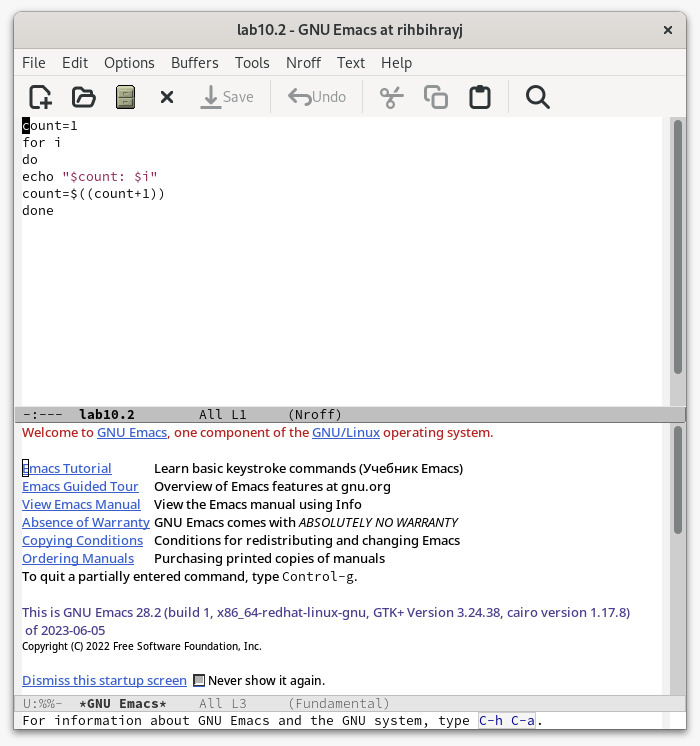 lab10.2 - GNU Emacs at rihbihrayj
File Edit Options Buffers Tools Nroff Text Help
Save Undo
count=1
for i
do
echo "$count: $i"
count=$((count+1))
done
-:--- lab10.2 All L1 (Nroff)
Welcome to GNU Emacs, one component of the GNU/Linux operating system.
Emacs Tutorial Learn basic keystroke commands (Учебник Emacs)
Emacs Guided Tour Overview of Emacs features at gnu.org
View Emacs Manual View the Emacs manual using Info
Absence of Warranty GNU Emacs comes with ABSOLUTELY NO WARRANTY
Copying Conditions Conditions for redistributing and changing Emacs
Ordering Manuals Purchasing printed copies of manuals
To quit a partially entered command, type Control-g.
This is GNU Emacs 28.2 (build 1, x86_64-redhat-linux-gnu, GTK+ Version 3.24.38, cairo version 1.17.8)
of 2023-06-05
Copyright (C) 2022 Free Software Foundation, Inc.
Dismiss this startup screen Never show it again.
U:%%- *GNU Emacs* All L3 (Fundamental)
For information about GNU Emacs and the GNU system, type C-h C-a.